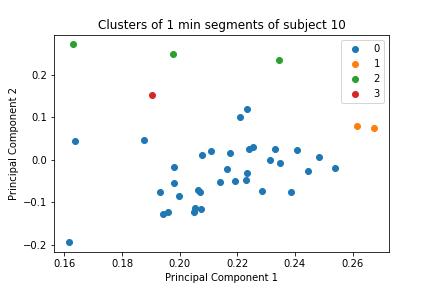 Clusters of 1 min segments of subject 10
0
1
2
3
0.2
0.1
0.0
−0.1
−0.2
Principal Component 2
0.16 0.18 0.20 0.22 0.24 0.26
Principal Component 1